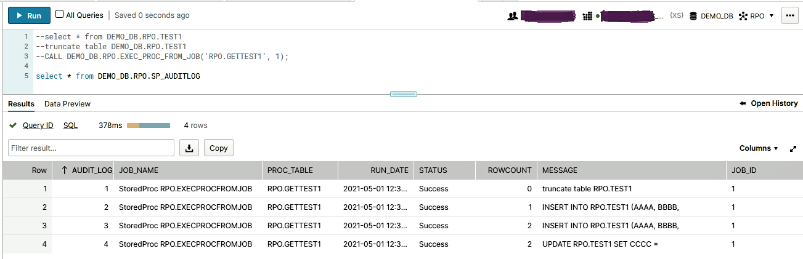 Run All Queries Saved 0 seconds ago (XS) DEMO_DB RPO
1 --select * from DEMO_DB.RPO.TEST1
2 --truncate table DEMO_DB.RPO.TEST1
3 --CALL DEMO_DB.RPO.EXEC_PROC_FROM_JOB('RPO.GETTEST1', 1);
4
5 select * from DEMO_DB.RPO.SP_AUDITLOG
Results Data Preview Open History
Query ID SQL 378ms 4 rows
Filter result... Copy Columns
Row AUDIT_LOG JOB_NAME PROC_TABLE RUN_DATE STATUS ROWCOUNT MESSAGE JOB_ID
1 1 StoredProc RPO.EXECPROCFROMJOB RPO.GETTEST1 2021-05-01 12:3... Success 0 truncate table RPO.TEST1 1
2 2 StoredProc RPO.EXECPROCFROMJOB RPO.GETTEST1 2021-05-01 12:3... Success 1 INSERT INTO RPO.TEST1 (AAAA, BBBB, 1
3 3 StoredProc RPO.EXECPROCFROMJOB RPO.GETTEST1 2021-05-01 12:3... Success 2 INSERT INTO RPO.TEST1 (AAAA, BBBB, 1
4 4 StoredProc RPO.EXECPROCFROMJOB RPO.GETTEST1 2021-05-01 12:3... Success 2 UPDATE RPO.TEST1 SET CCCC = 1